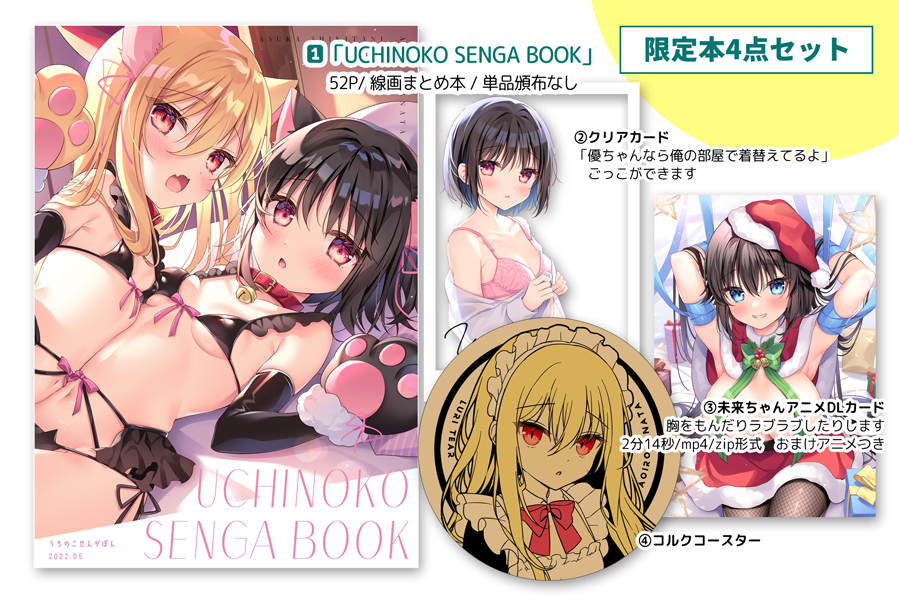 限定本4点セット
❶「UCHINOKO SENGA BOOK」
52P/ 線画まとめ本 / 単品頒布なし
②クリアカード
「優ちゃんなら俺の部屋で着替えてるよ」
ごっこができます
③未来ちゃんアニメDLカード
胸をもんだりラブラブしたりします
2分14秒/mp4/zip形式 おまけアニメつき
④コルクコースター
UCHINOKO
SENGA BOOK
うちのこせんがぼん
2022.05